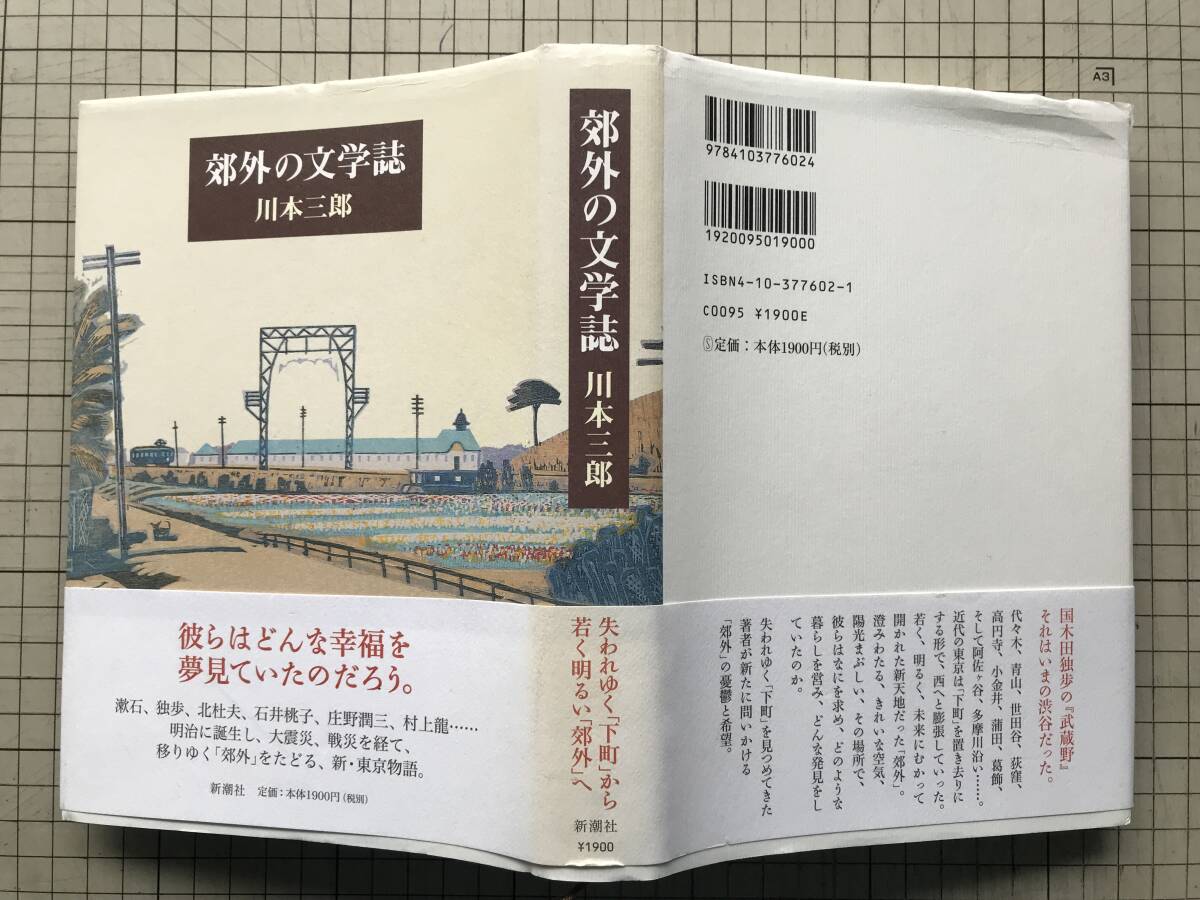 郊外の文学誌
川本三郎
彼らはどんな幸福を
夢見ていたのだろう。
漱石、独歩、北杜夫、石井桃子、庄野潤三、村上龍……
明治に誕生し、大震災、戦災を経て、
移りゆく「郊外」をたどる、新・東京物語。
新潮社 定価:本体1900円(税別)
郊外の文学誌 川本三郎
失われゆく「下町」から
若く明るい「郊外」へ
新潮社
¥1900
9784103776024
1920095019000
ISBN4-10-377602-1
C0095 ¥1900E
Ⓢ定価:本体1900円(税別)
国木田独歩の『武蔵野』
それはいまの渋谷だった。
代々木、青山、世田谷、荻窪、
高円寺、小金井、蒲田、葛飾、
そして阿佐ヶ谷、多摩川沿い……。
近代の東京は「下町」を置き去りに
する形で、西へと膨張していった。
若く、明るく、未来にむかって
開かれた新天地だった「郊外」。
澄みわたる、きれいな空気、
陽光まぶしい、その場所で、
彼らはなにを求め、どのような
暮らしを営み、どんな発見をし
ていたのか。
失われゆく「下町」を見つめてきた
著者が新たに問いかける
「郊外」の憂鬱と希望。
A3